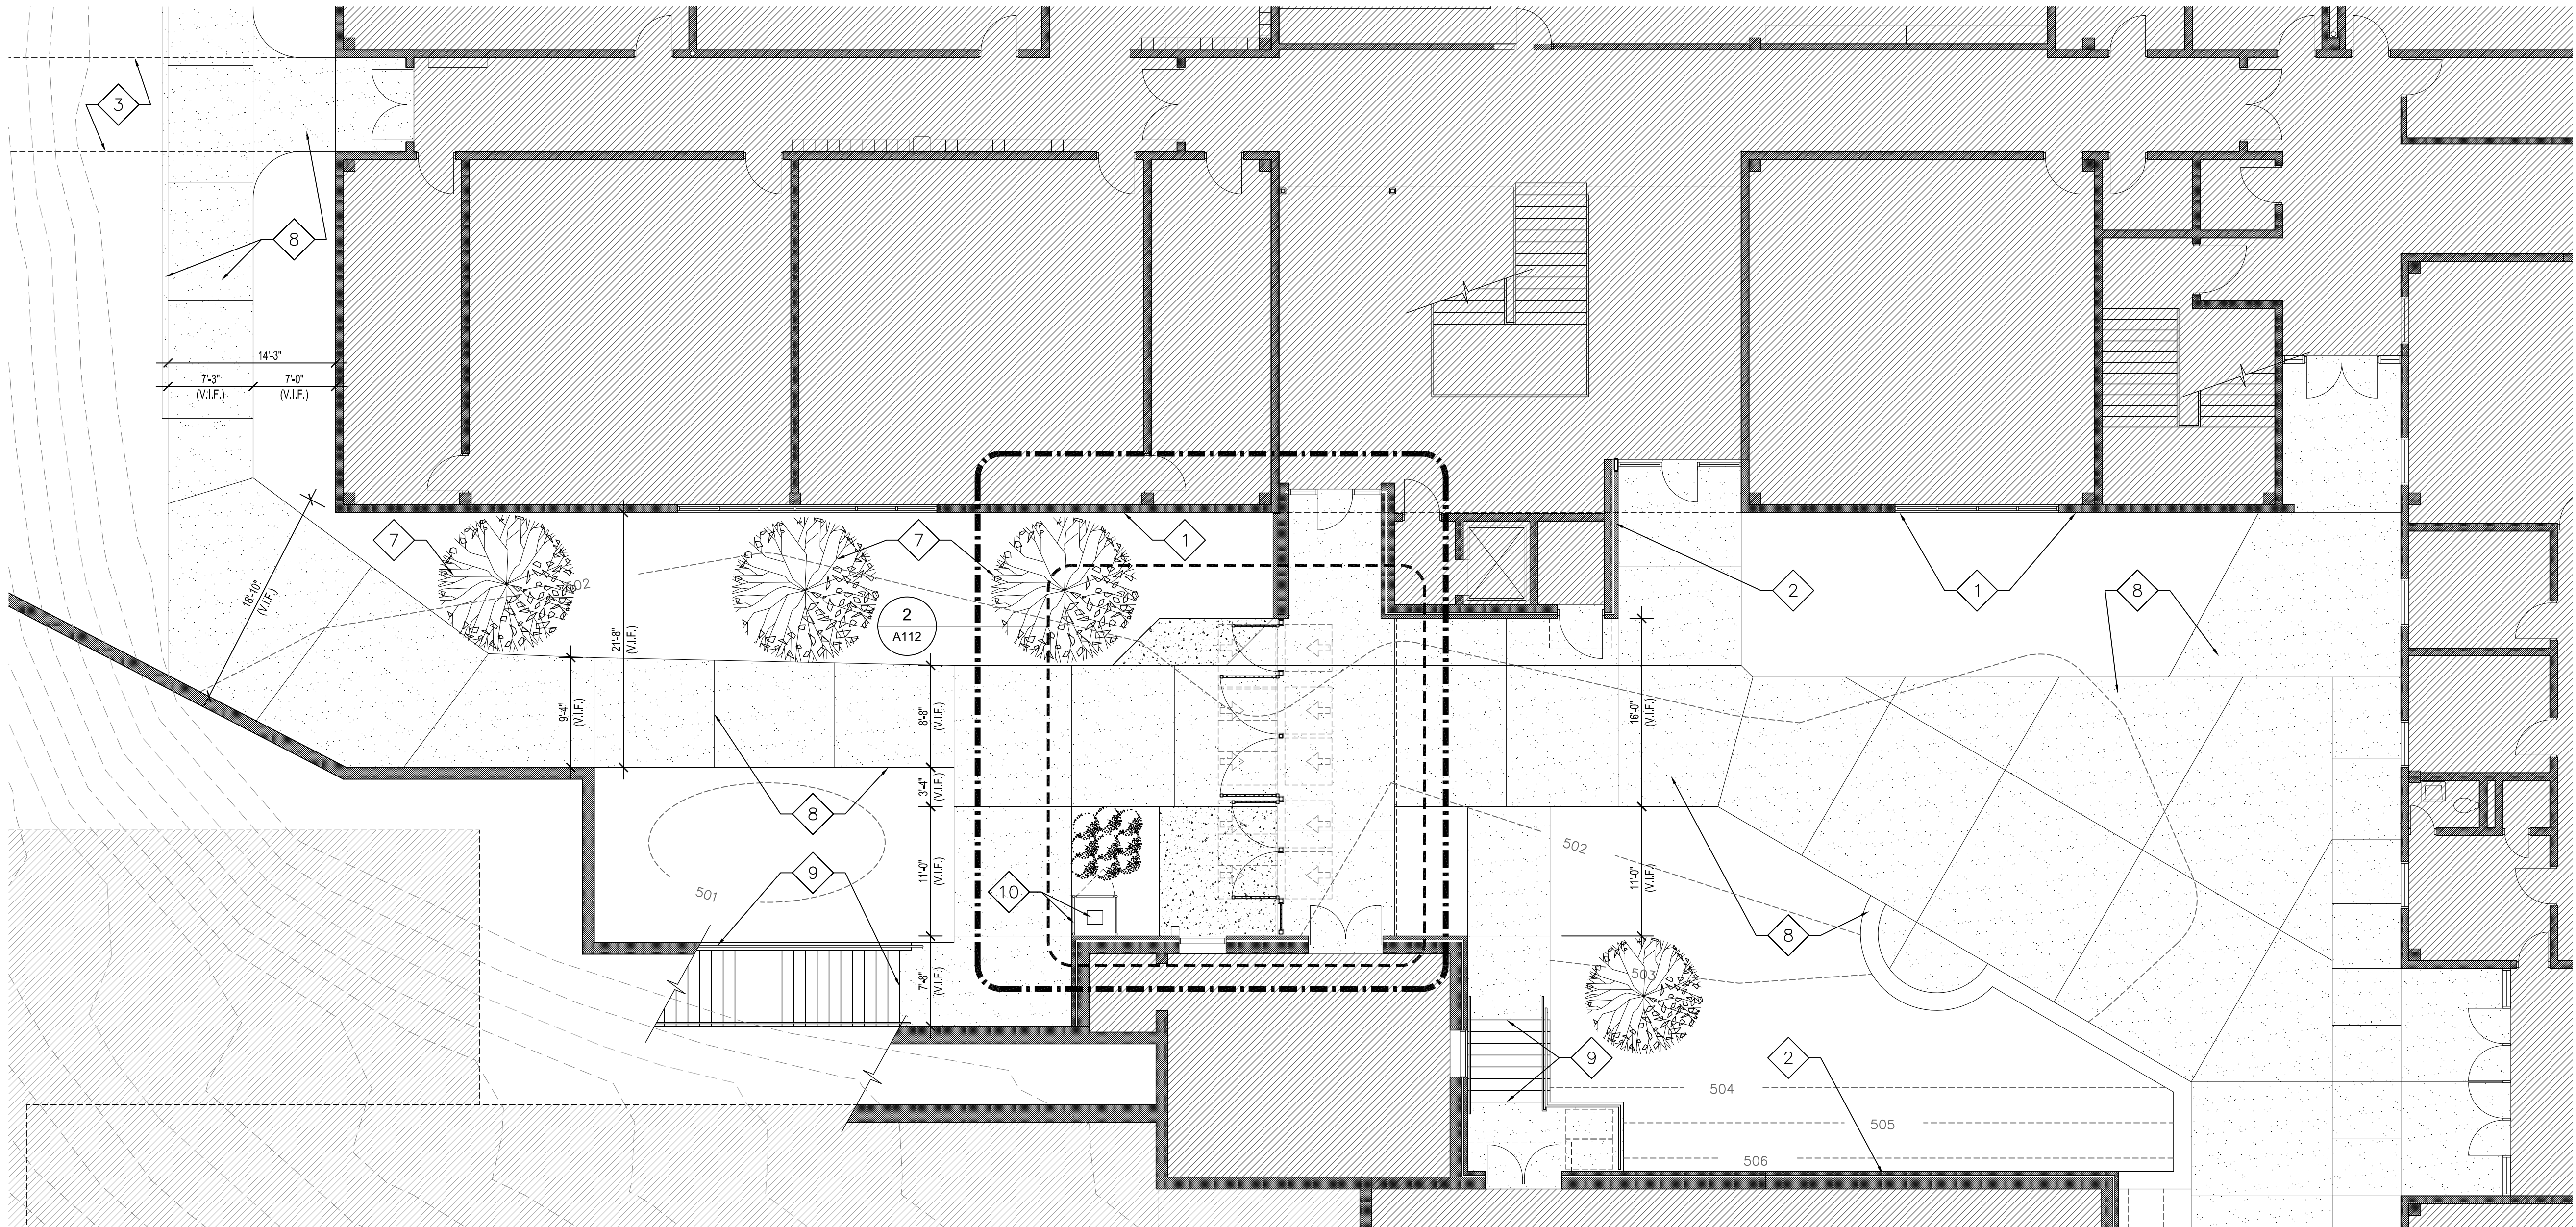 3
8
14'-3"
7'-3"
(V.I.F.)
7'-0"
(V.I.F.)
7
7
1
2
1
8
18'-10"
(V.I.F.)
502
21'-8"
(V.I.F.)
2
A112
9'-4"
(V.I.F.)
8'-8"
(V.I.F.)
16'-0"
(V.I.F.)
3'-4"
(V.I.F.)
8
501
9
11'-0"
(V.I.F.)
10
502
11'-0"
(V.I.F.)
8
7'-8"
(V.I.F.)
503
9
2
504
505
506